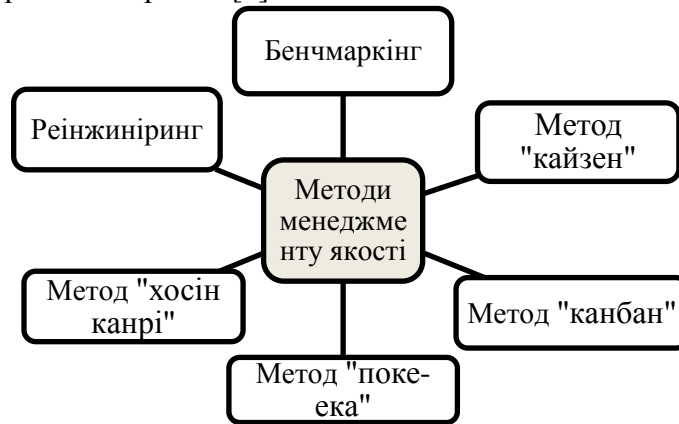 Бенчмаркінг
Реінжиніринг
Метод
"кайзен"
Методи
менеджме
нту якості
Метод "хосін
канрі"
Метод "канбан"
Метод "поке-
ека"